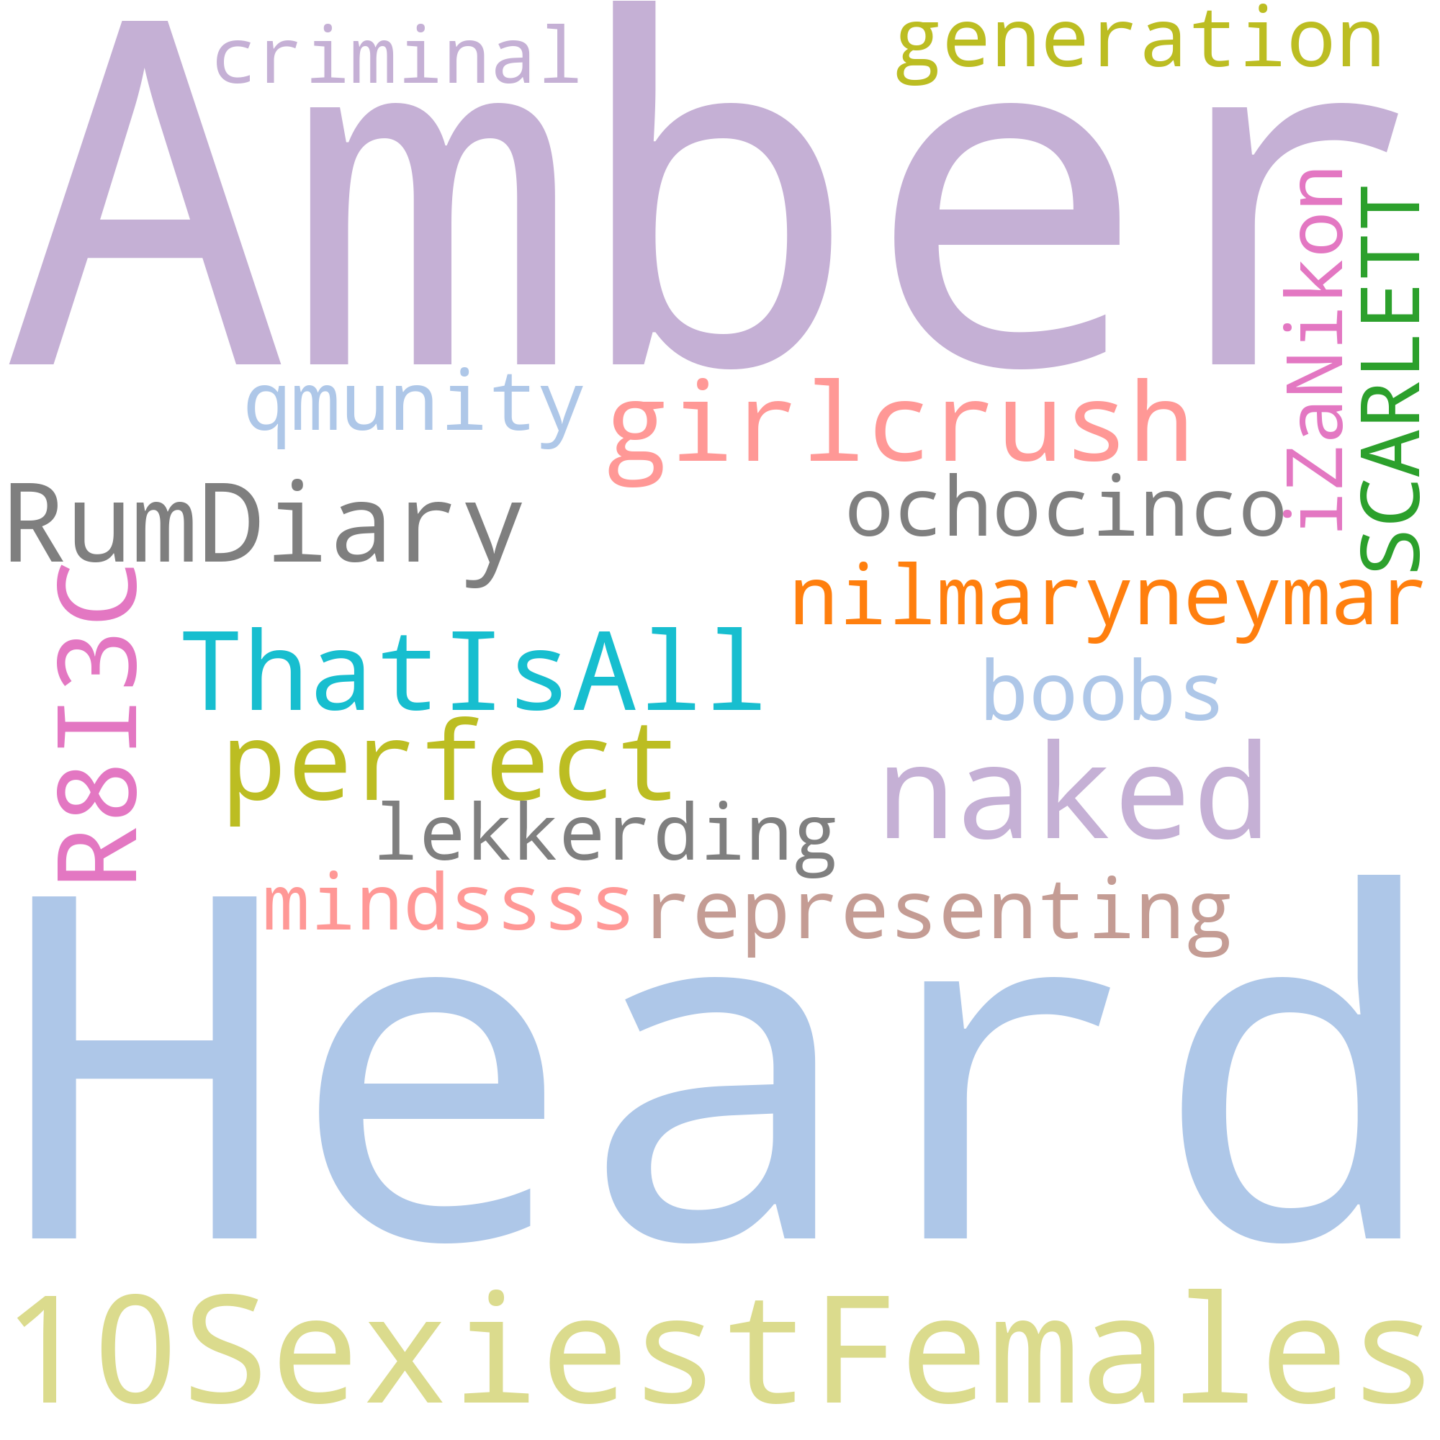 criminal
generation
Amber
iZaNikon
SCARLETT
qmunity
girlcrush
RumDiary
ochocinco
R8I3C
nilmaryneymar
ThatIsAll
boobs
perfect
naked
lekkerding
mindssss
representing
Heard
10SexiestFemales